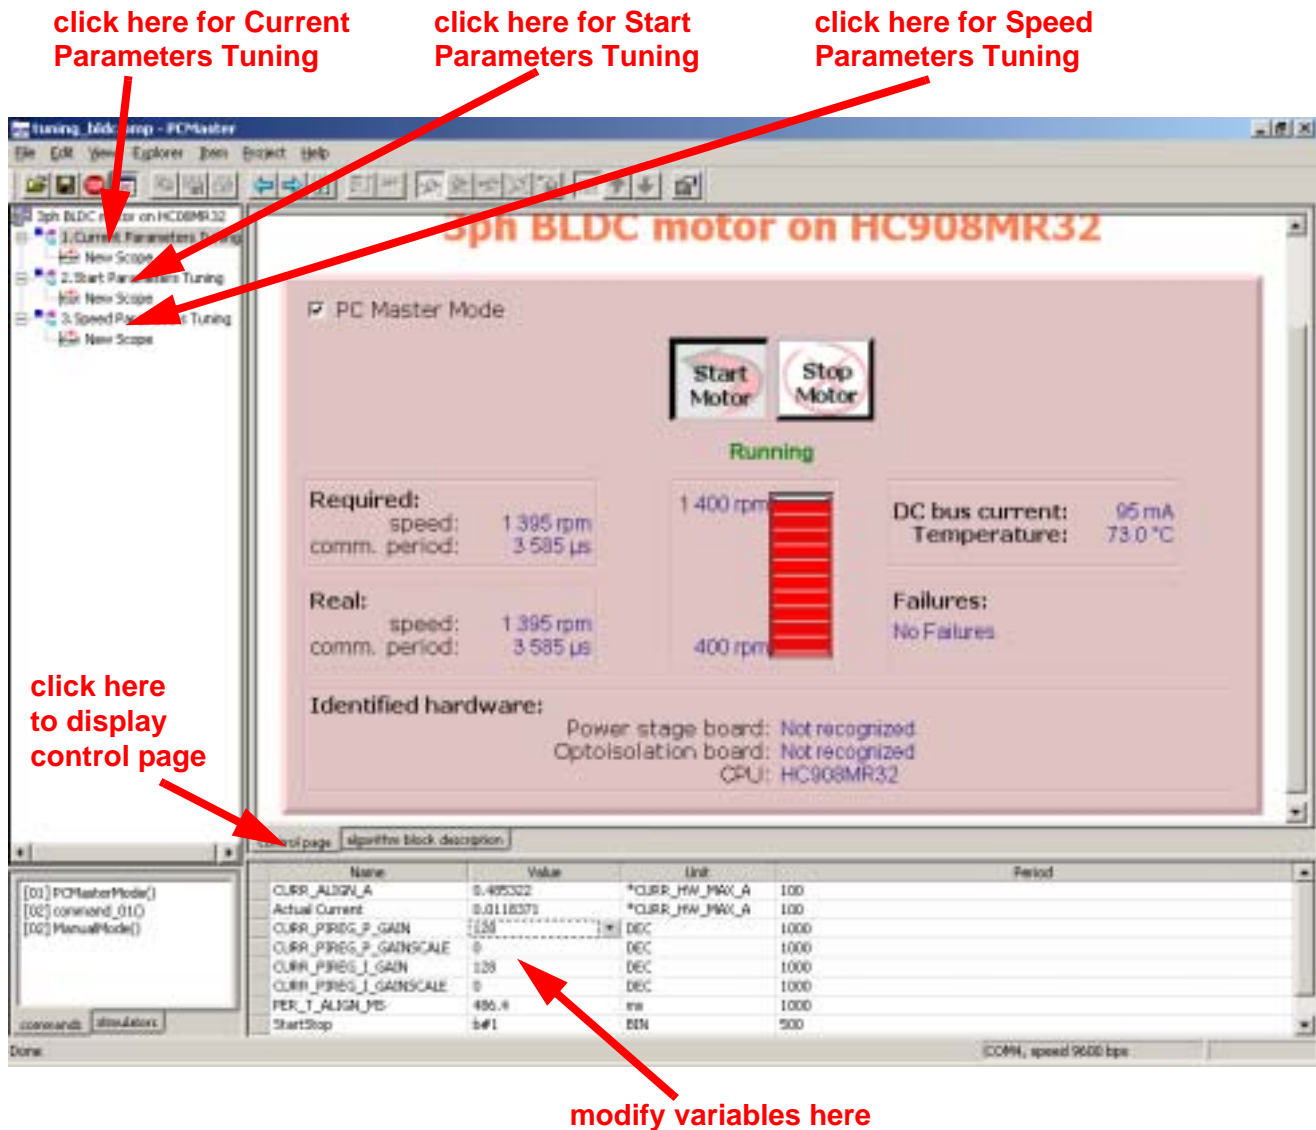 click here for Current
Parameters Tuning
click here for Start
Parameters Tuning
click here for Speed
Parameters Tuning
PCMaster
File Edit View Explorer Item Project Help
3ph BLDC motor on HC08MR32
1.Current Parameters Tuning
New Scope
2.Start Parameters Tuning
New Scope
3.Speed Parameters Tuning
New Scope
3ph BLDC motor on HC908MR32
PC Master Mode
Start
Motor
Stop
Motor
Running
Required:
speed: 1 395 rpm
comm. period: 3 585 µs
1 400 rpm
400 rpm
DC bus current: 95 mA
Temperature: 73.0 °C
Real:
speed: 1 395 rpm
comm. period: 3 585 µs
Failures:
No Failures
Identified hardware:
Power stage board: Not recognized
Optoisolation board: Not recognized
CPU: HC908MR32
click here
to display
control page
control page algorithm block description
Name Value Unit Period
CURR_ALIGN_A 0.485322 *CURR_HW_MAX_A 100
Actual Current 0.0118371 *CURR_HW_MAX_A 100
CURR_PIREG_P_GAIN 128 DEC 1000
CURR_PIREG_P_GAINSCALE 0 DEC 1000
CURR_PIREG_I_GAIN 128 DEC 1000
CURR_PIREG_I_GAINSCALE 0 DEC 1000
PER_T_ALIGN_MS 486.4 ms 1000
StartStop b#1 BIN 500
[01] PCMasterMode()
[02] command_01()
[02] ManualMode()
commands stimulators
Done
COM4, speed 9600 bps
modify variables here